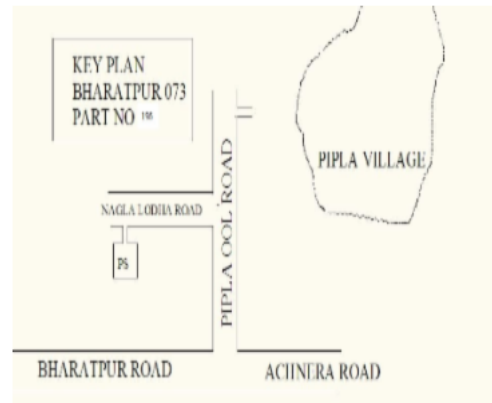 KEY PLAN
BHARATPUR 073
PART NO 198
PIPLA VILLAGE
NAGLA LODHA ROAD
PIPLA OOL ROAD
PS
BHARATPUR ROAD
ACHNERA ROAD